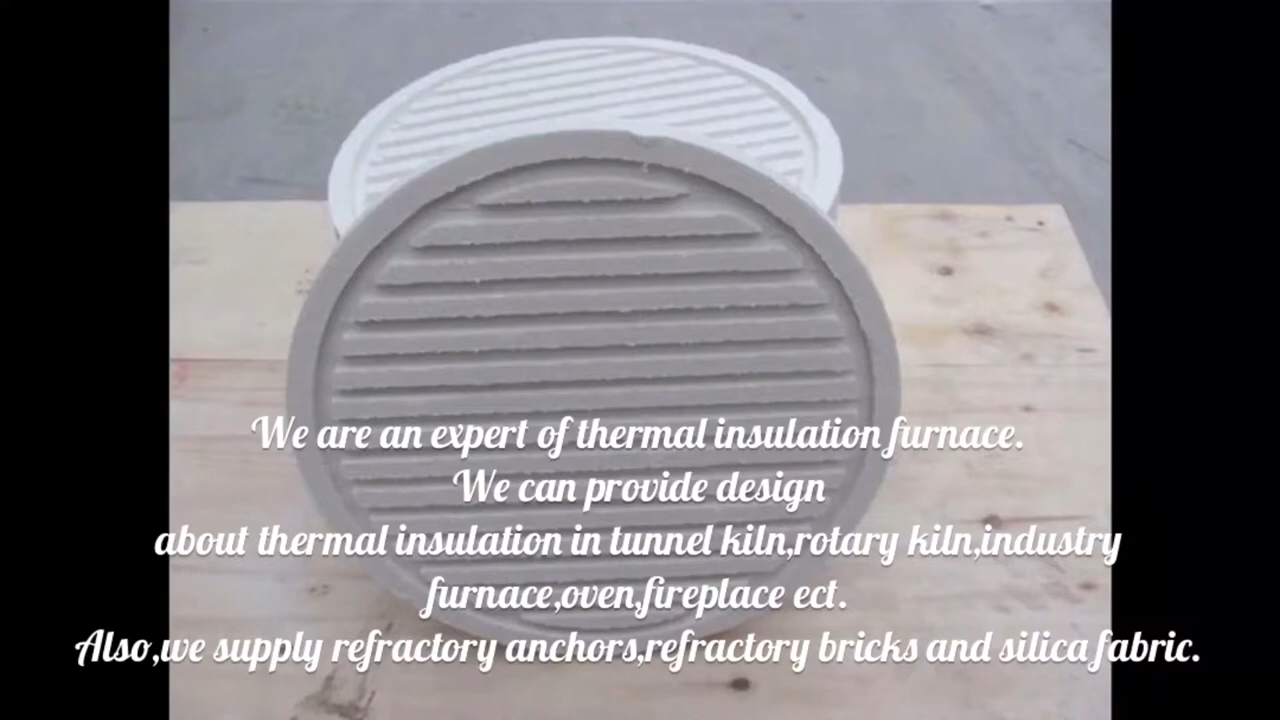 We are an expert of thermal insulation furnace.
We can provide design
about thermal insulation in tunnel kiln,rotary kiln,industry
furnace,oven,fireplace ect.
Also,we supply refractory anchors,refractory bricks and silica fabric.